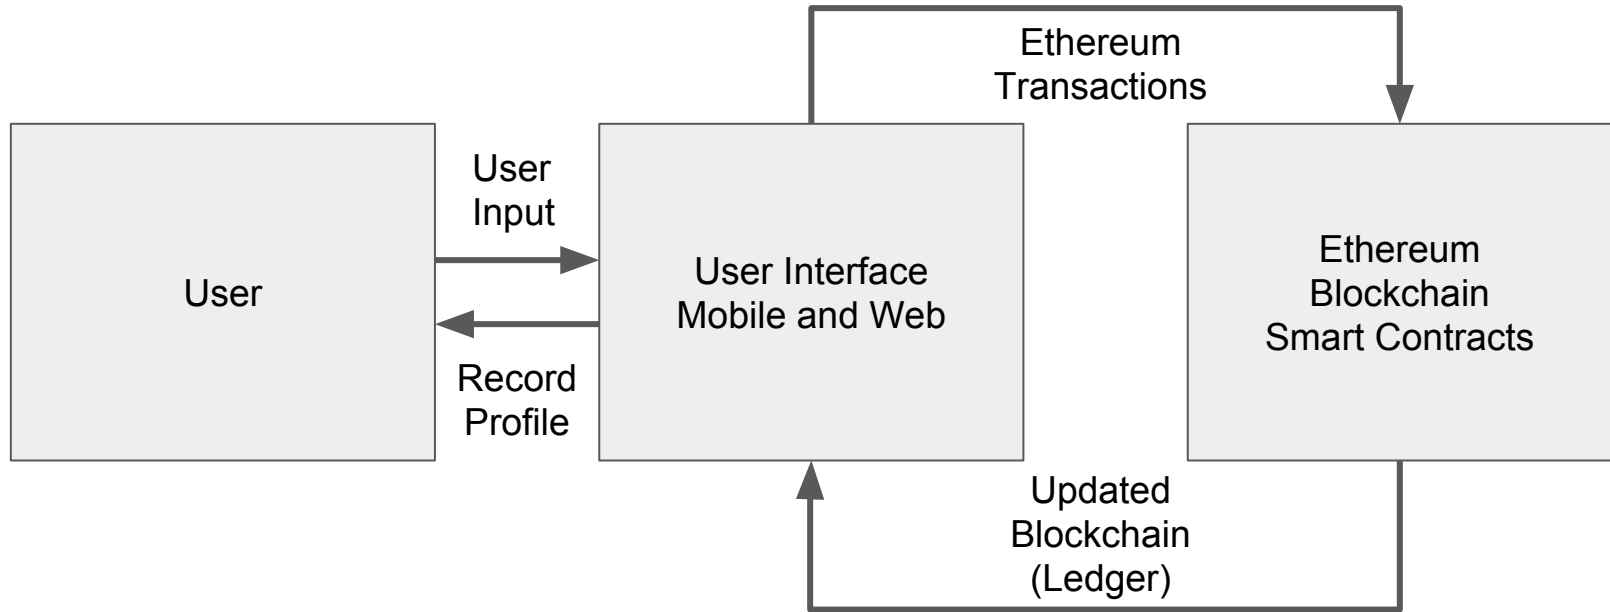 Ethereum
Transactions
User
Input
User
User Interface
Mobile and Web
Ethereum
Blockchain
Smart Contracts
Record
Profile
Updated
Blockchain
(Ledger)